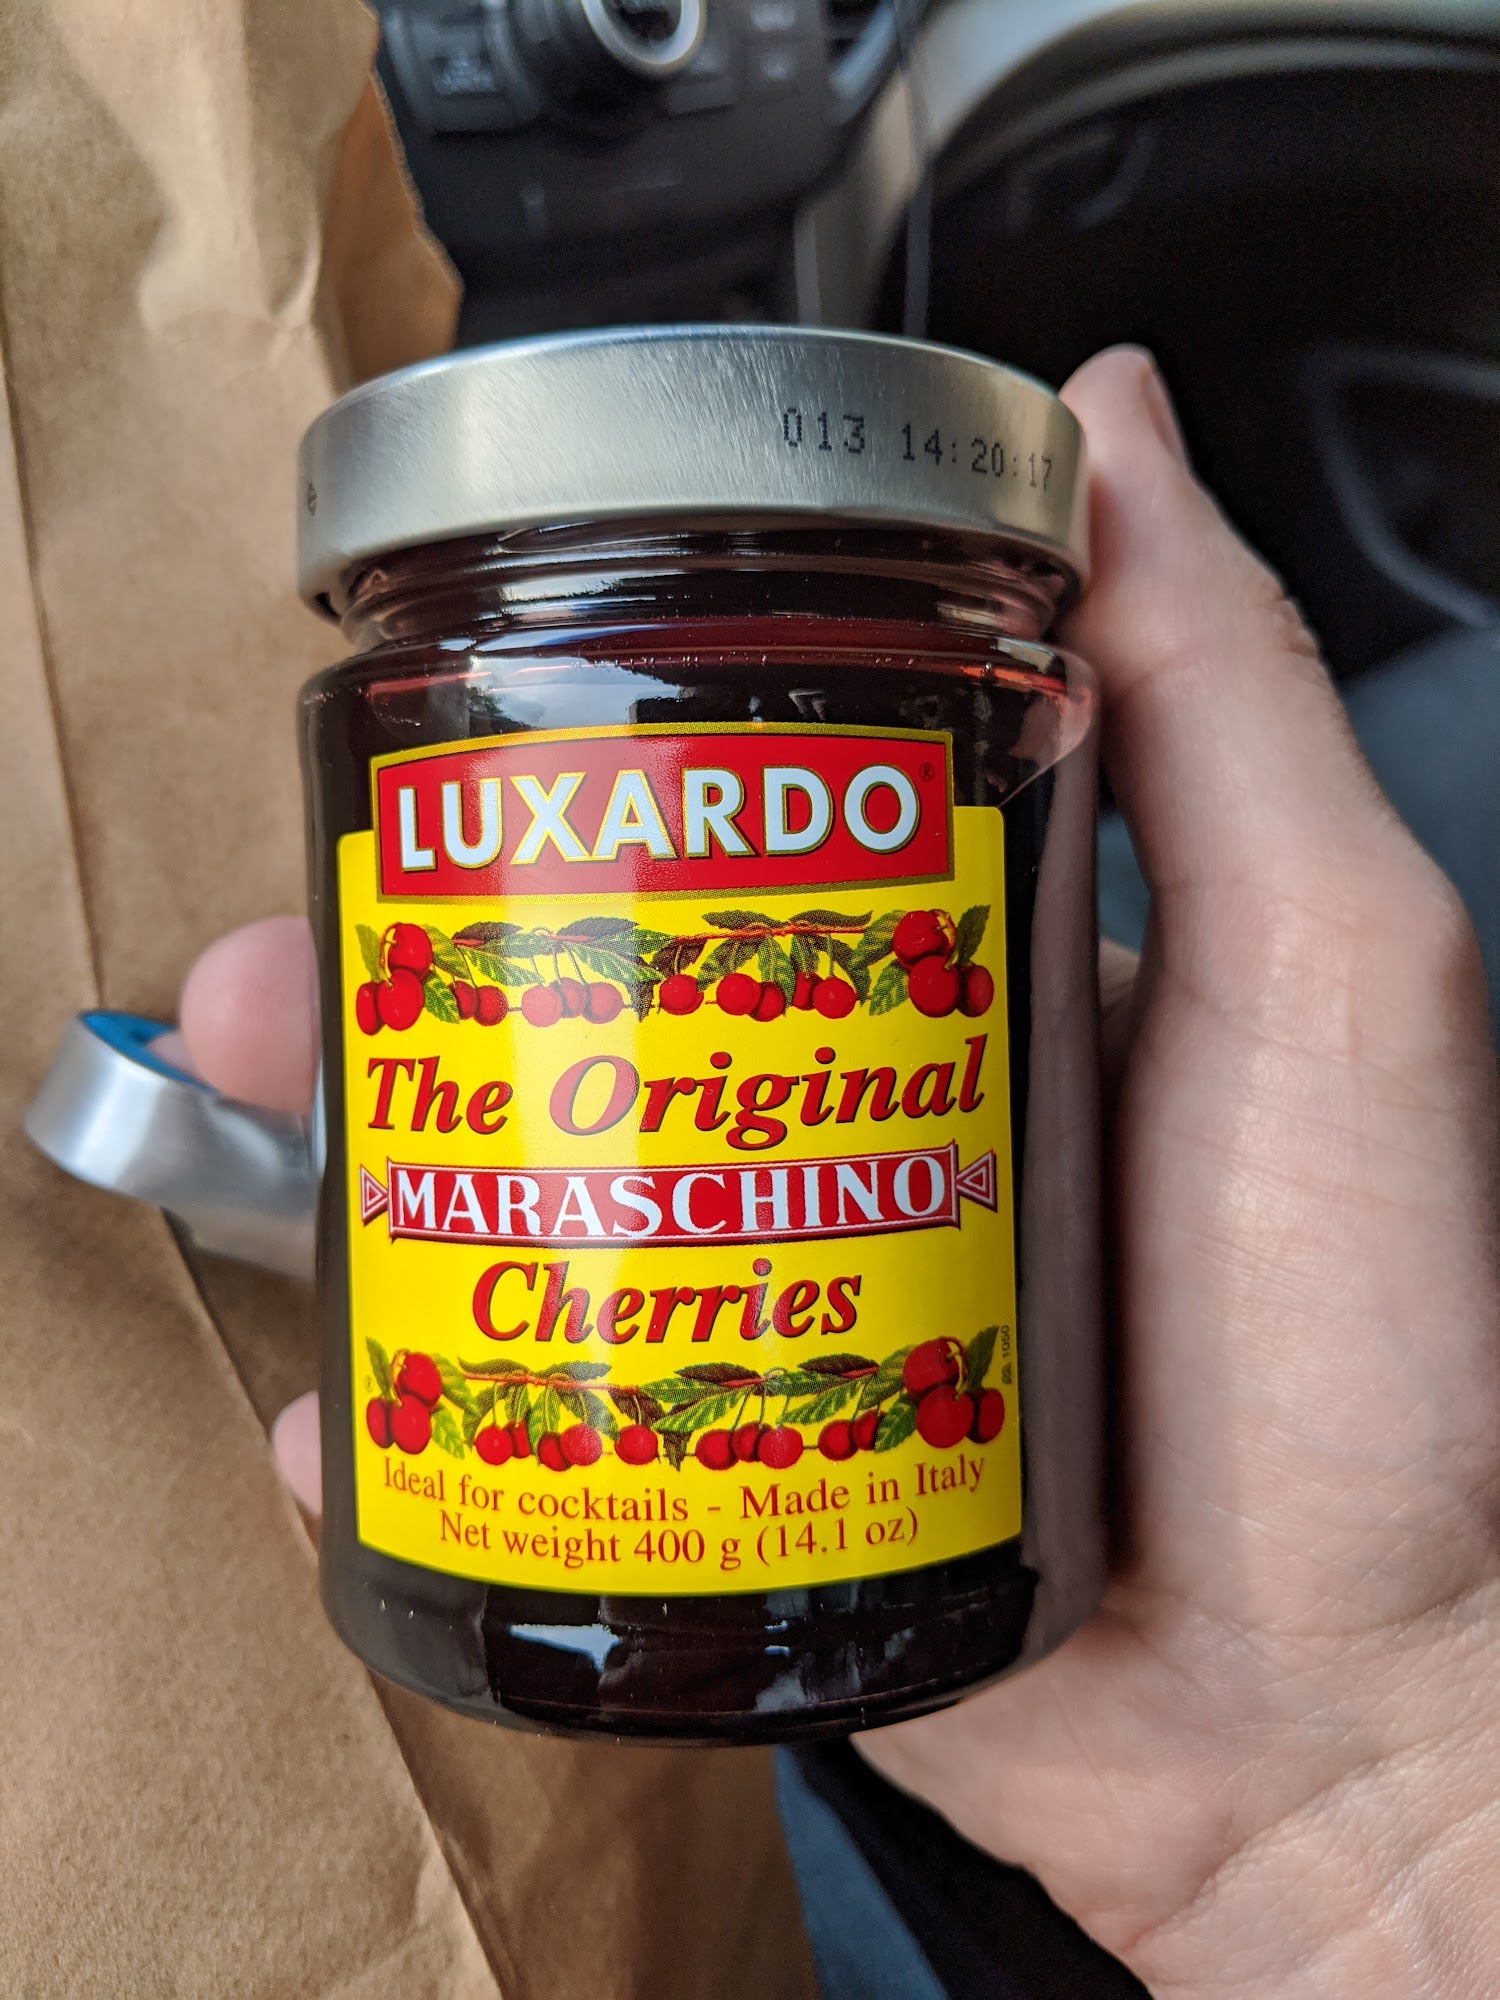 013 14:20:17
LUXARDO®
The Original
MARASCHINO
Cherries
®
Ideal for cocktails - Made in Italy
Net weight 400 g (14.1 oz)